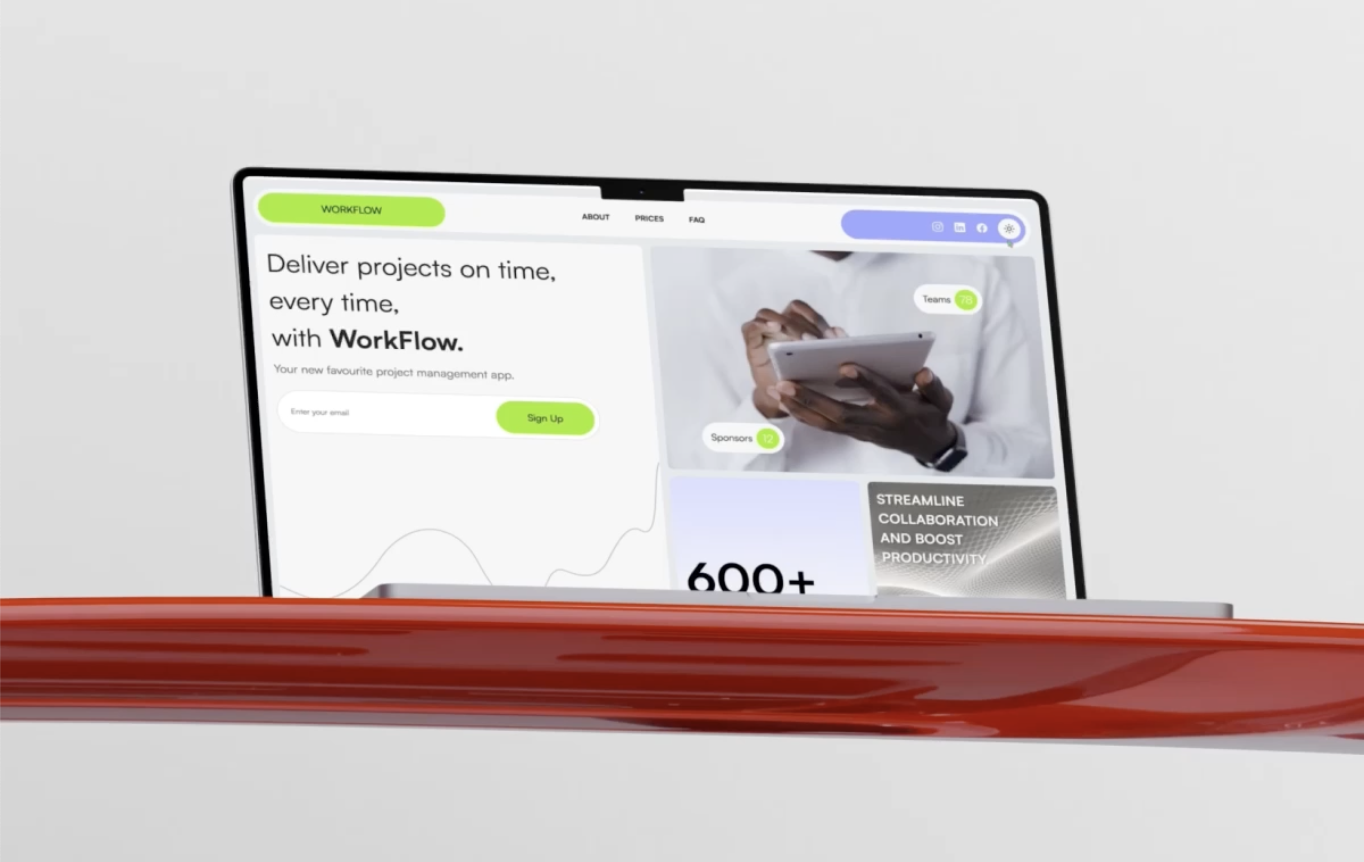 WORKFLOW
ABOUT PRICES FAQ
Deliver projects on time,
every time,
with WorkFlow.
Your new favourite project management app.
Enter your email
Sign Up
Teams 78
Sponsors 12
600+
STREAMLINE
COLLABORATION
AND BOOST
PRODUCTIVITY